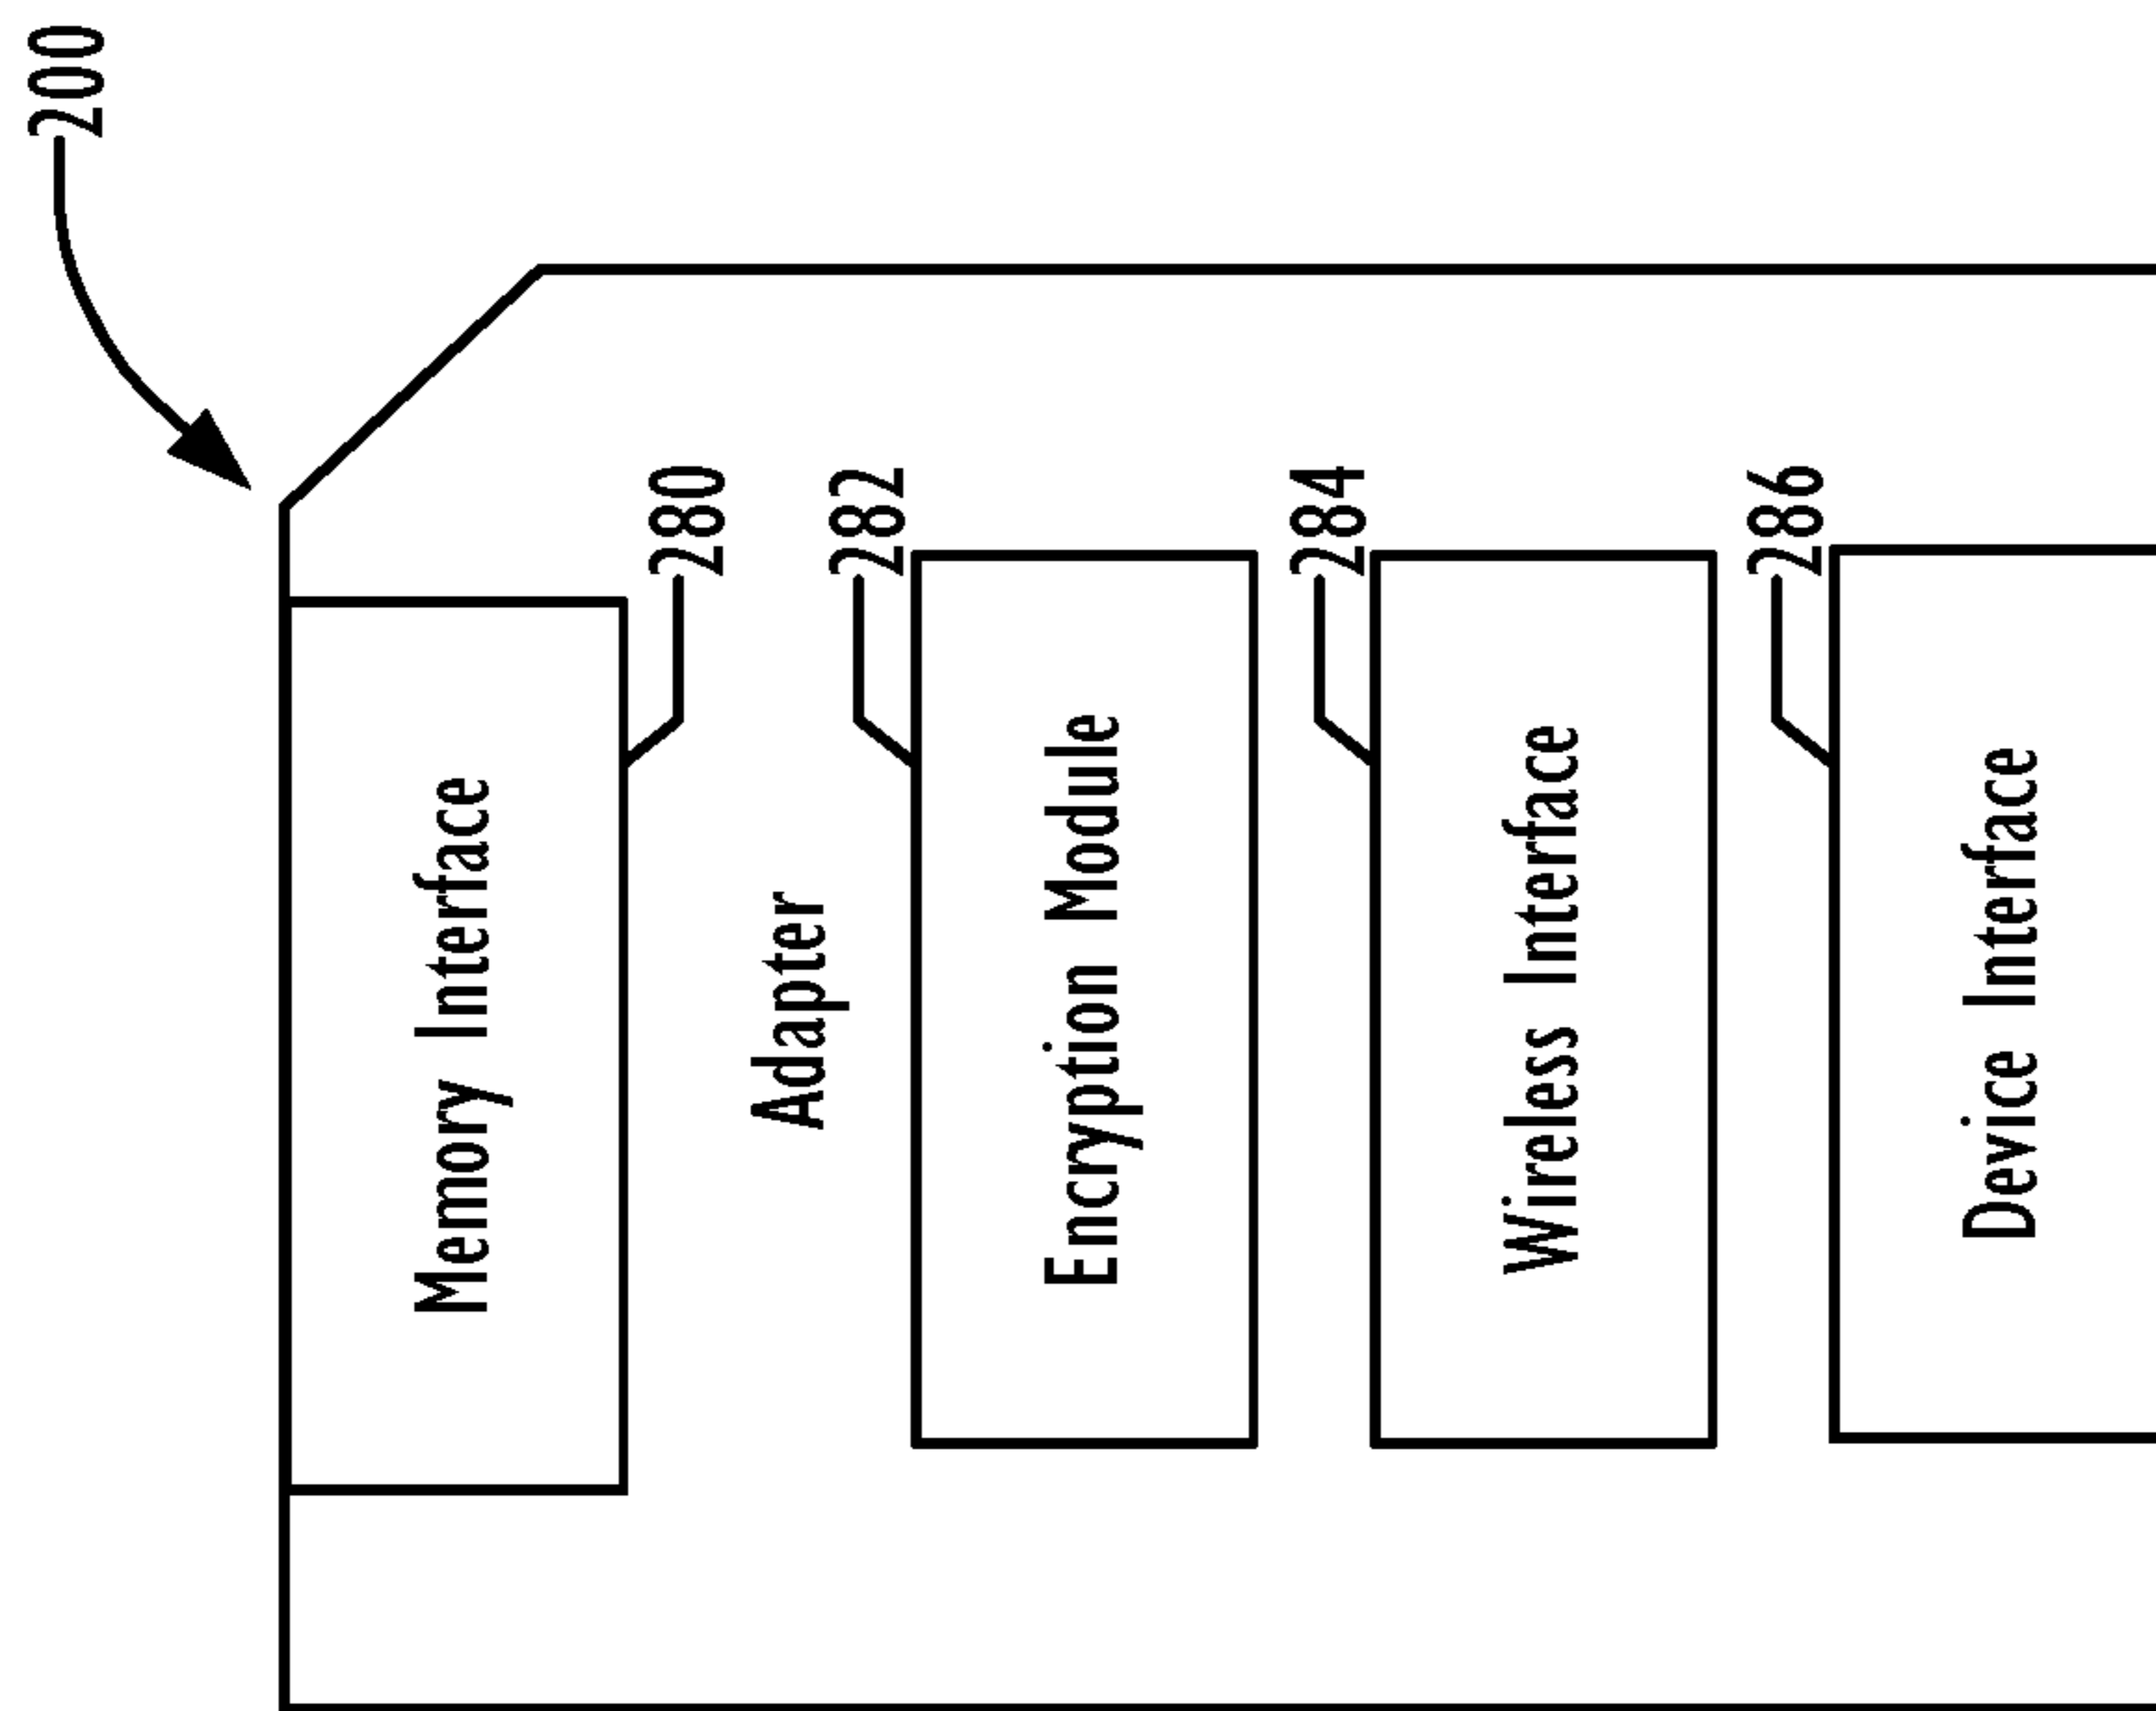 200
280
Memory Interface
Adapter
282
Encryption Module
284
Wireless Interface
286
Device Interface